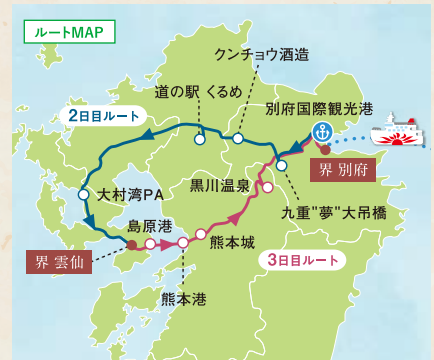 ルートMAP
クンチョウ酒造
道の駅 くるめ
別府国際観光港
2日目ルート
界 別府
大村湾PA
黒川温泉
九重"夢"大吊橋
島原港
熊本城
界 雲仙
3日目ルート
熊本港